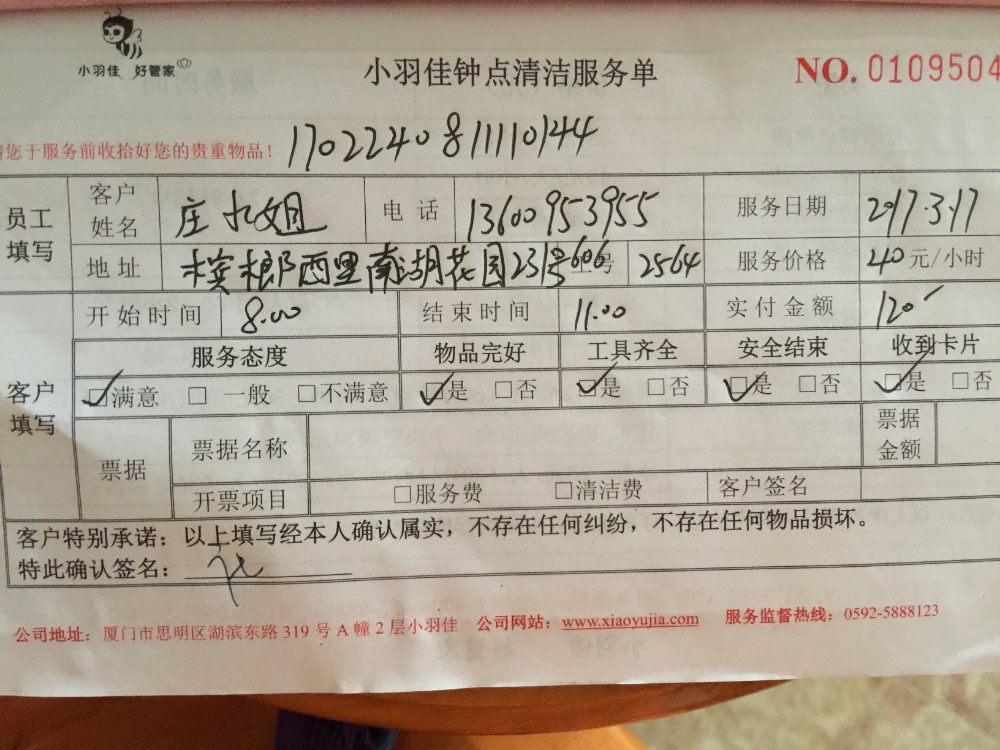 小羽佳 好管家
小羽佳钟点清洁服务单
NO. 0109504
请您于服务前收拾好您的贵重物品！
1702240811110144
员工填写 客户姓名 庄小姐 电话 13600953955 服务日期 2017.3.17
地址 槟榔西里南湖花园231号606 工号 2564 服务价格 40元/小时
客户填写 开始时间 8.00 结束时间 11.00 实付金额 120
服务态度 物品完好 工具齐全 安全结束 收到卡片
☑满意 □一般 □不满意 ☑是 □否 ☑是 □否 ☑是 □否 ☑是 □否
票据 票据名称 票据金额
开票项目 □服务费 □清洁费 客户签名
客户特别承诺：以上填写经本人确认属实，不存在任何纠纷，不存在任何物品损坏。
特此确认签名：
公司地址：厦门市思明区湖滨东路 319 号 A 幢 2 层小羽佳 公司网站：www.xiaoyujia.com 服务监督热线：0592-5888123